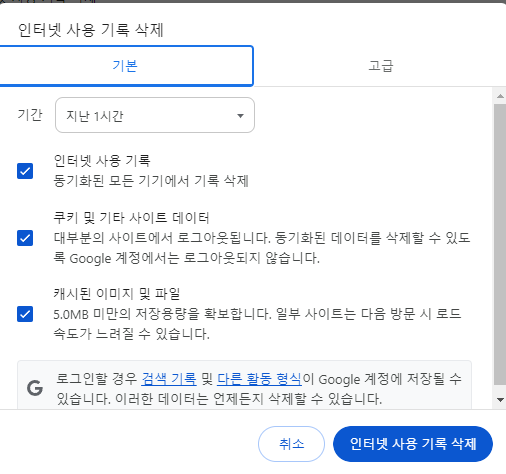 인터넷 사용 기록 삭제
기본
고급
기간
지난 1시간
인터넷 사용 기록
동기화된 모든 기기에서 기록 삭제
쿠키 및 기타 사이트 데이터
대부분의 사이트에서 로그아웃됩니다. 동기화된 데이터를 삭제할 수 있도
록 Google 계정에서는 로그아웃되지 않습니다.
캐시된 이미지 및 파일
5.0MB 미만의 저장용량을 확보합니다. 일부 사이트는 다음 방문 시 로드
속도가 느려질 수 있습니다.
G
로그인할 경우 검색 기록 및 다른 활동 형식이 Google 계정에 저장될 수
있습니다. 이러한 데이터는 언제든지 삭제할 수 있습니다.
취소
인터넷 사용 기록 삭제